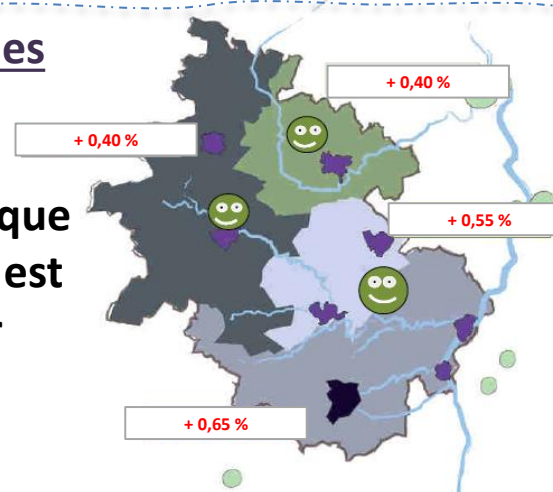 es
+ 0,40 %
+ 0,40 %
que
+ 0,55 %
est
+ 0,65 %